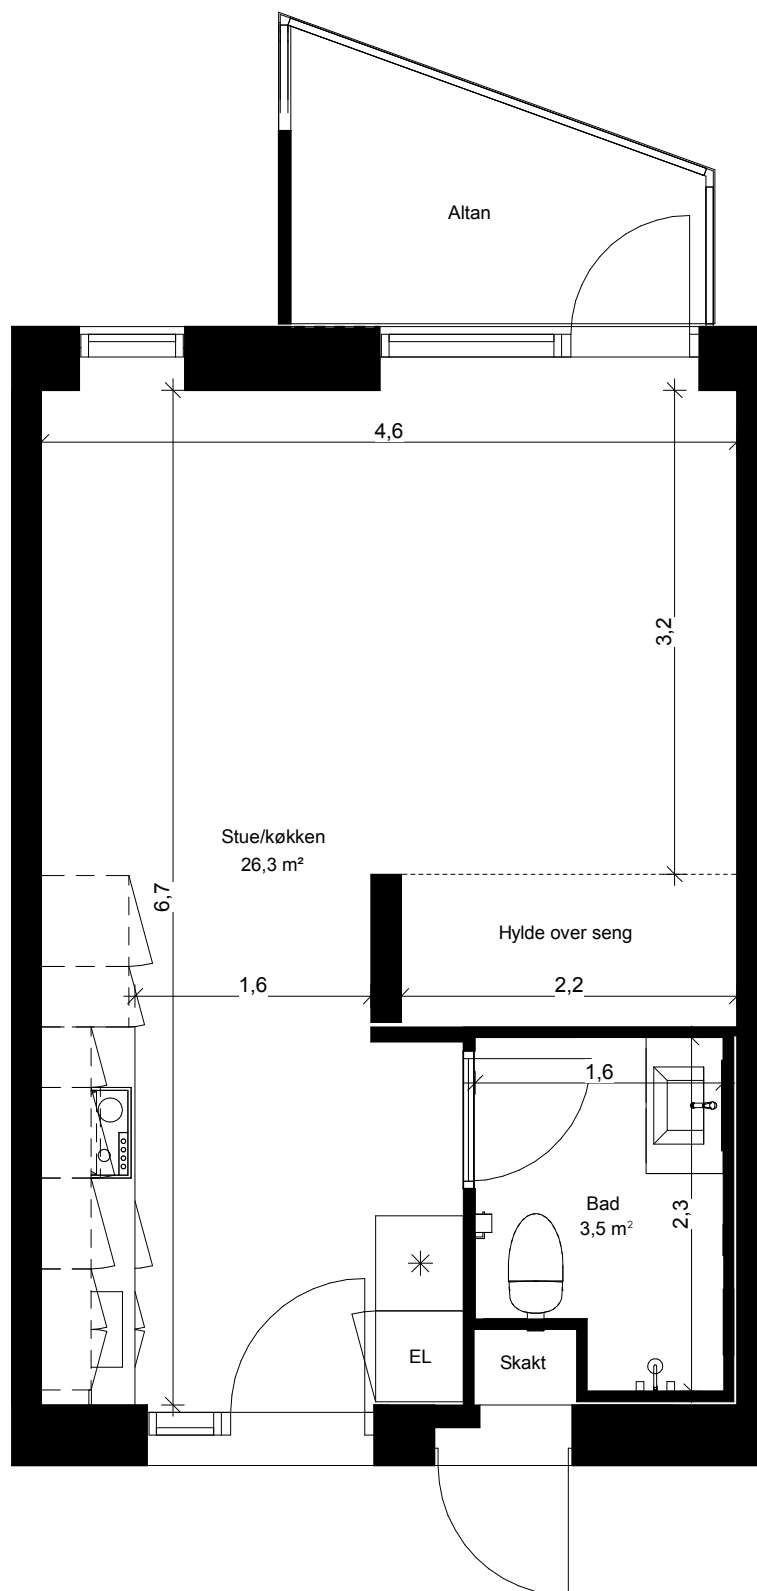 Altan
4,6
3,2
Stue/køkken
26,3 m²
6,7
Hylde over seng
1,6
2,2
1,6
Bad
3,5 m²
2,3
EL
Skakt